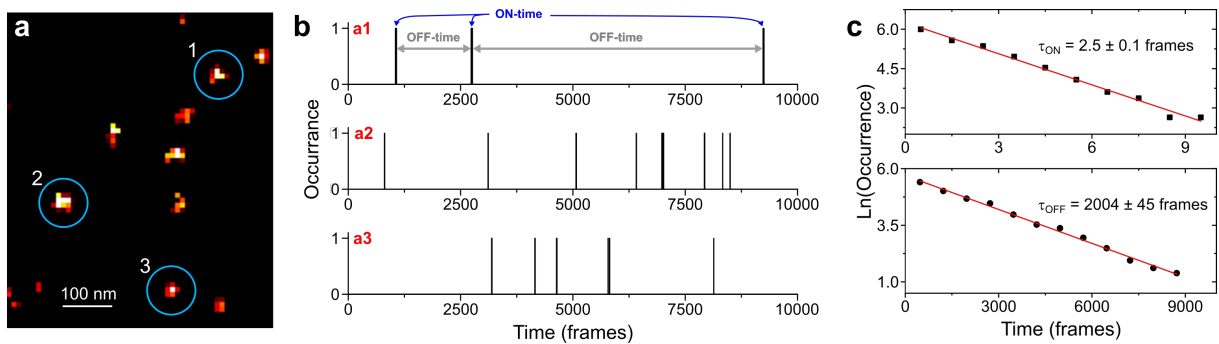 a
1
2
3
100 nm
b
ON-time
a1
OFF-time
OFF-time
1
0
0 2500 5000 7500 10000
a2
1
0
0 2500 5000 7500 10000
a3
1
0
0 2500 5000 7500 10000
Occurrance
Time (frames)
c
6.0
4.5
3.0
τON = 2.5 ± 0.1 frames
0 3 6 9
6.0
3.5
1.0
τOFF = 2004 ± 45 frames
0 3000 6000 9000
Ln(Occurrence)
Time (frames)